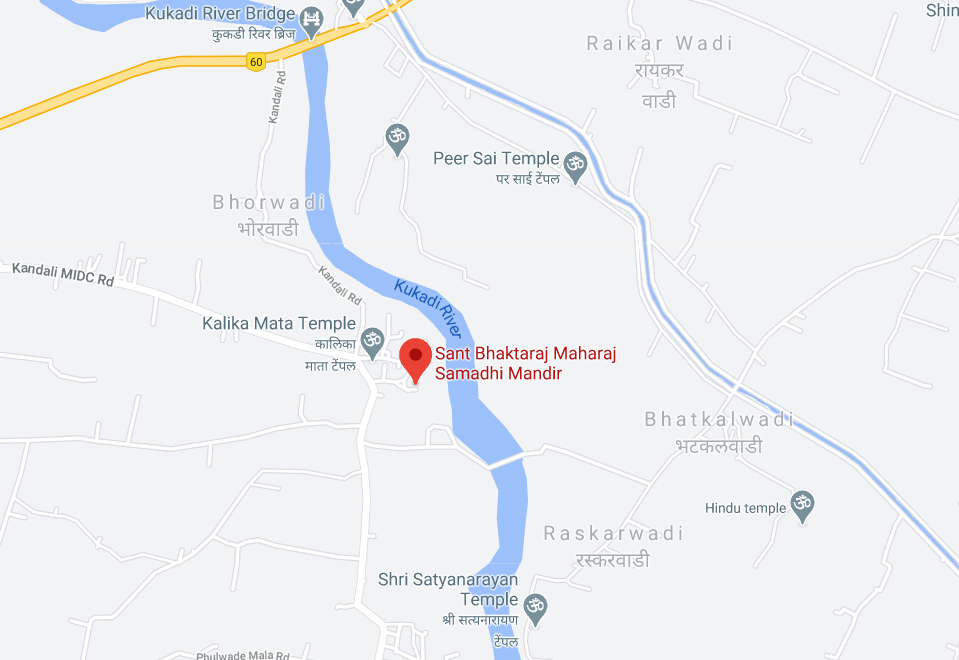 Kukadi River Bridge
कुकडी रिवर ब्रिज
60
Kandali Rd
Raikar Wadi
रायकर
वाडी
Shin
Peer Sai Temple
पर साई टेंपल
Bhorwadi
भोरवाडी
Kandali MIDC Rd
Kandali Rd
Kukadi River
Kalika Mata Temple
कालिका
माता टेंपल
Sant Bhaktaraj Maharaj
Samadhi Mandir
Bhatkalwadi
भटकलवाडी
Hindu temple
Raskarwadi
रस्करवाडी
Shri Satyanarayan
Temple
श्री सत्यनारायण
टेंपल
Phulwade Mala Rd